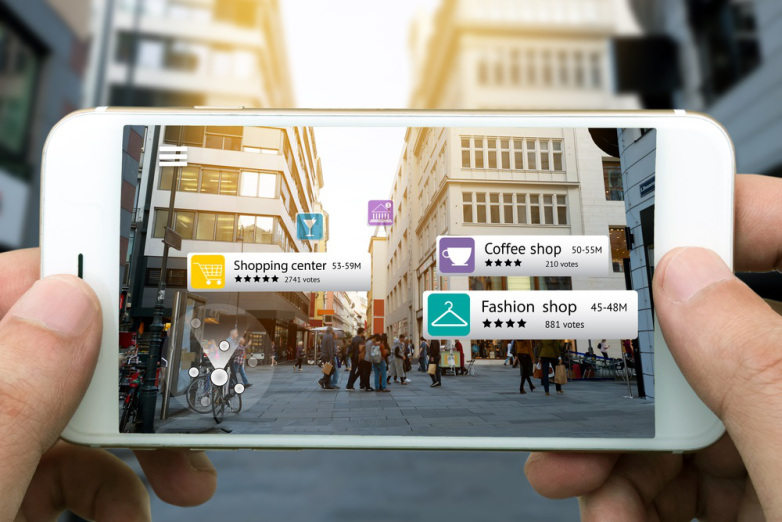 Shopping center 53-59M
2741 votes
Coffee shop 50-55M
210 votes
Fashion shop 45-48M
881 votes